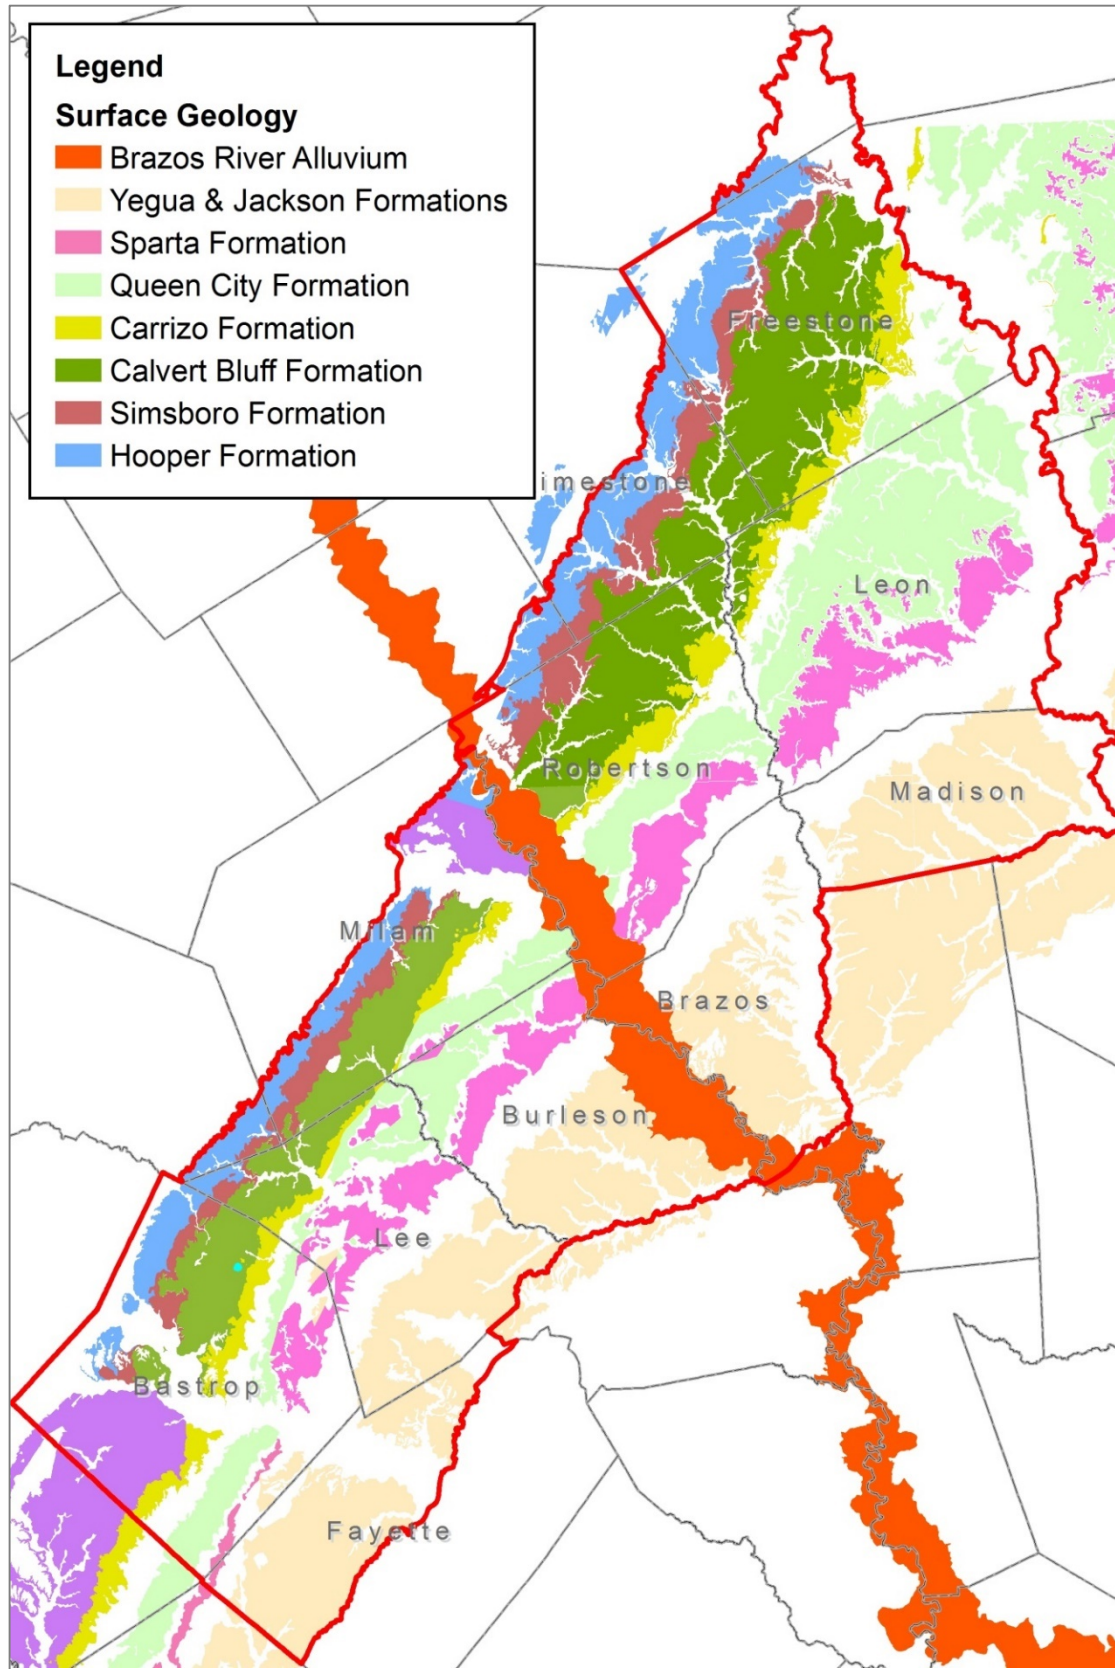 Legend
Surface Geology
Brazos River Alluvium
Yegua & Jackson Formations
Sparta Formation
Queen City Formation
Carrizo Formation
Calvert Bluff Formation
Simsboro Formation
Hooper Formation
Freestone
imestone
Leon
Robertson
Madison
Milam
Brazos
Burleson
Lee
Bastrop
Fayette